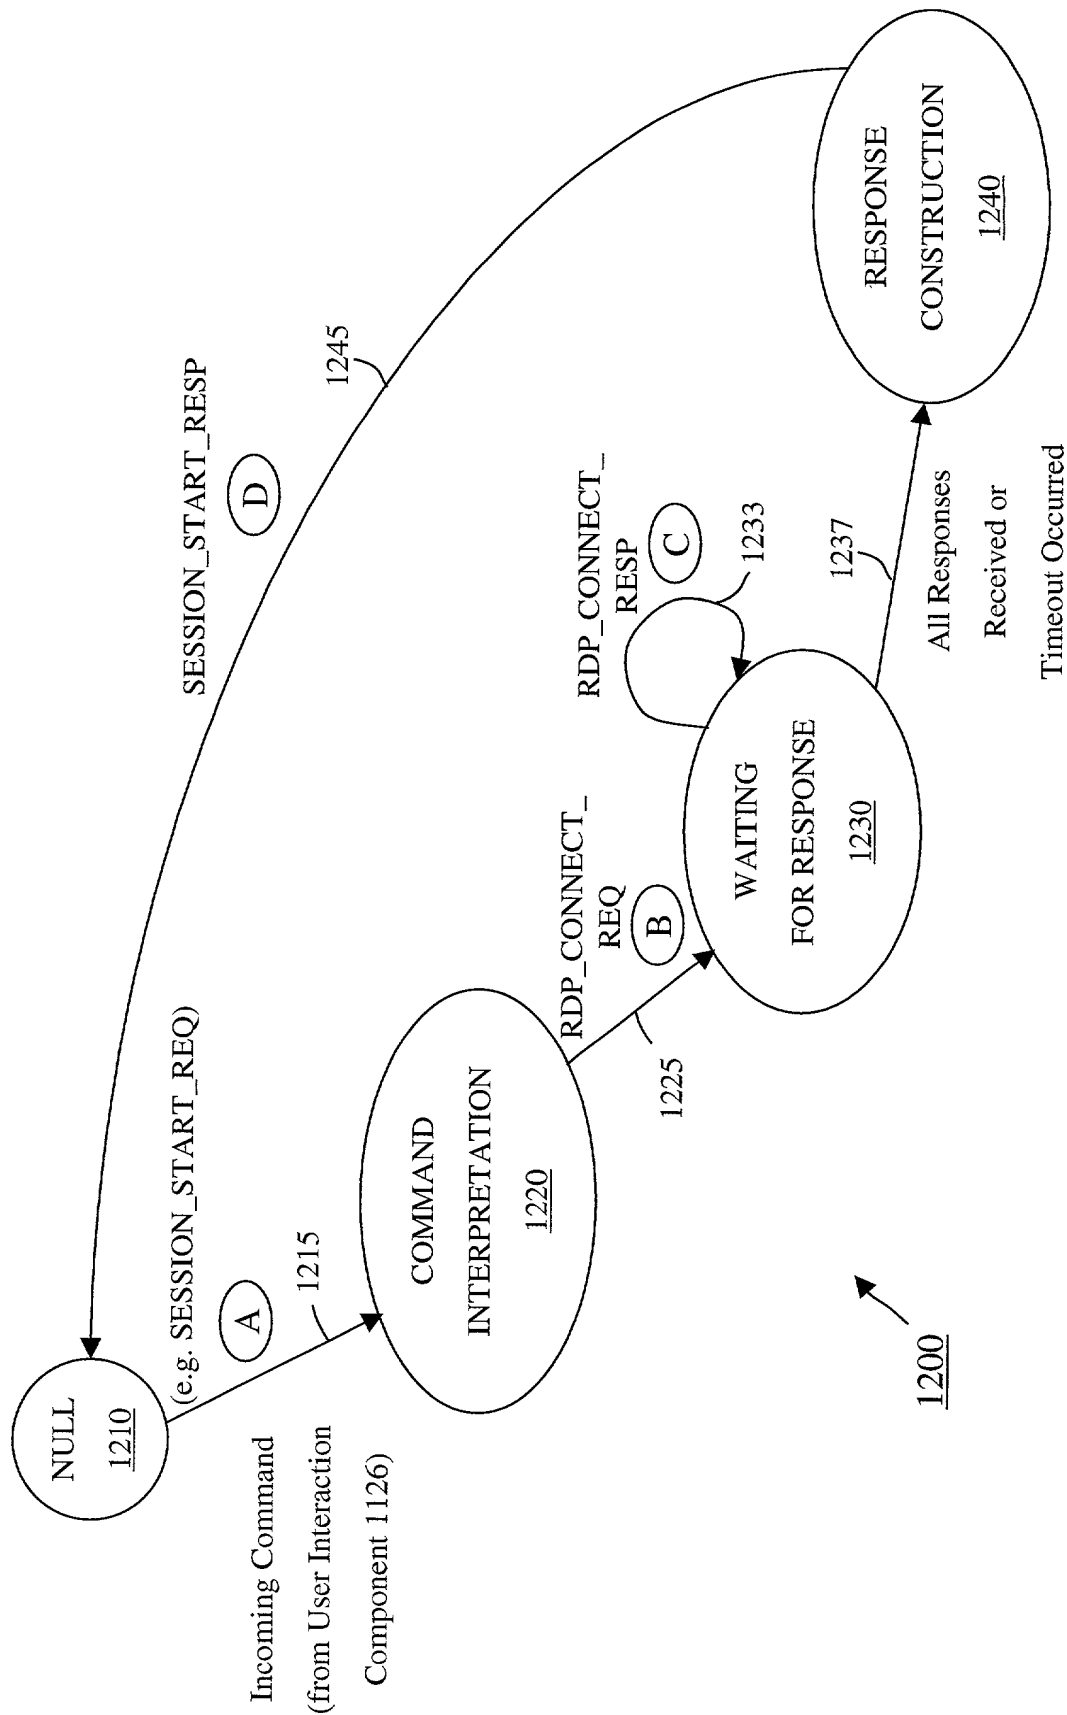 NULL
1210
Incoming Command
(from User Interaction
Component 1126)
(e.g. SESSION_START_REQ)
A
1215
COMMAND
INTERPRETATION
1220
RDP_CONNECT_
REQ
B
1225
WAITING
FOR RESPONSE
1230
RDP_CONNECT_
RESP
C
1233
1237
All Responses
Received or
Timeout Occurred
RESPONSE
CONSTRUCTION
1240
SESSION_START_RESP
D
1245
1200